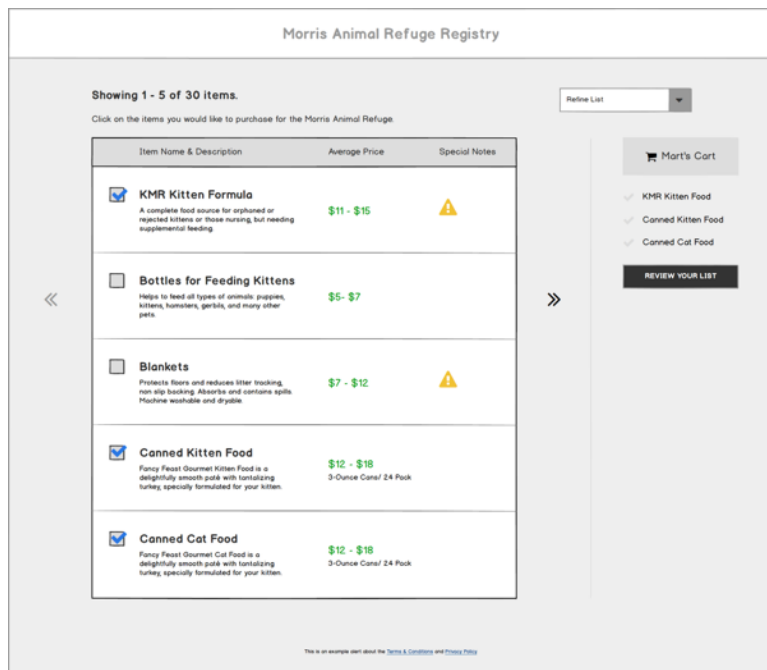 Morris Animal Refuge Registry
Showing 1 - 5 of 30 items.
Refine List
Click on the items you would like to purchase for the Morris Animal Refuge.
Item Name & Description Average Price Special Notes
KMR Kitten Formula
A complete food source for orphaned or
rejected kittens or those nursing, but needing
supplemental feeding.
$11 - $15
Bottles for Feeding Kittens
Helps to feed all types of animals: puppies,
kittens, hamsters, gerbils, and many other
pets.
$5- $7
Blankets
Protects floors and reduces litter tracking,
non slip backing. Absorbs and contains spills.
Machine washable and dryable.
$7 - $12
Canned Kitten Food
Fancy Feast Gourmet Kitten Food is a
delightfully smooth paté with tantalizing
turkey, specially formulated for your kitten.
$12 - $18
3-Ounce Cans/ 24 Pack
Canned Cat Food
Fancy Feast Gourmet Cat Food is a
delightfully smooth paté with tantalizing
turkey, specially formulated for your kitten.
$12 - $18
3-Ounce Cans/ 24 Pack
Mart's Cart
KMR Kitten Food
Canned Kitten Food
Canned Cat Food
REVIEW YOUR LIST
This is an example alert about the Terms & Conditions and Privacy Policy